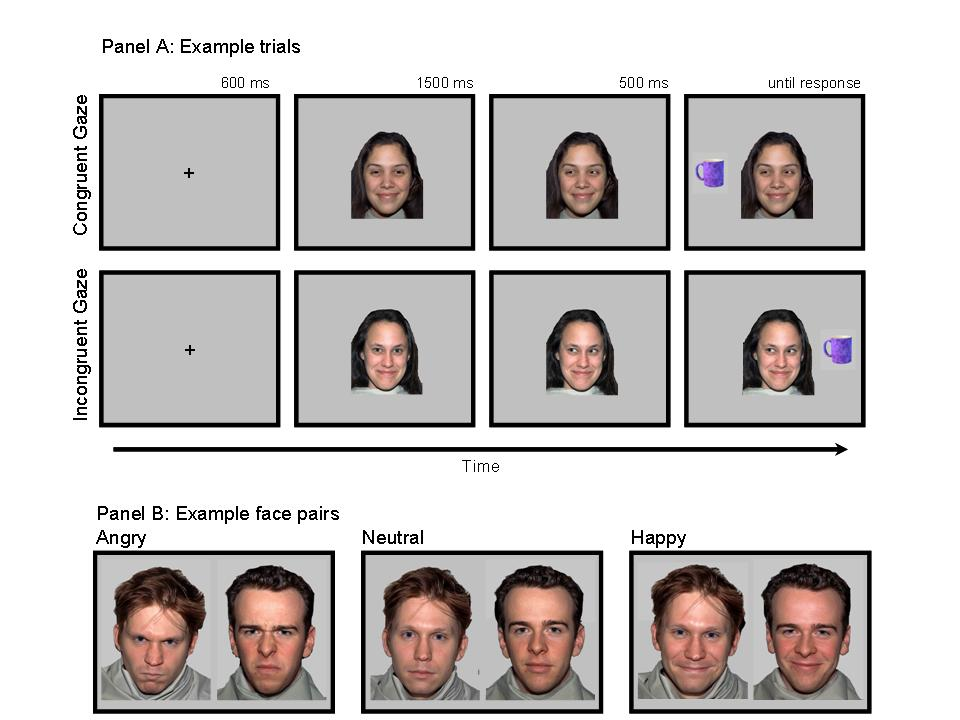 Panel A: Example trials
600 ms
1500 ms
500 ms
until response
Congruent Gaze
+
Incongruent Gaze
+
Time
Panel B: Example face pairs
Angry
Neutral
Happy